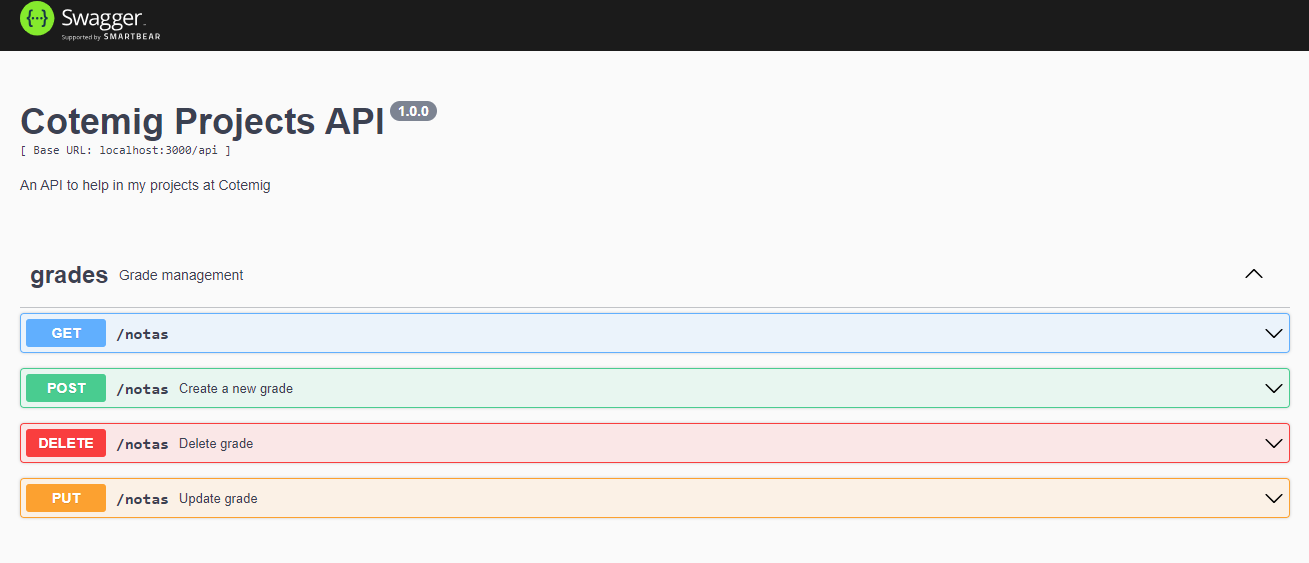 Swagger
Supported by SMARTBEAR
Cotemig Projects API 1.0.0
[ Base URL: localhost:3000/api ]
An API to help in my projects at Cotemig
grades Grade management
GET /notas
POST /notas Create a new grade
DELETE /notas Delete grade
PUT /notas Update grade